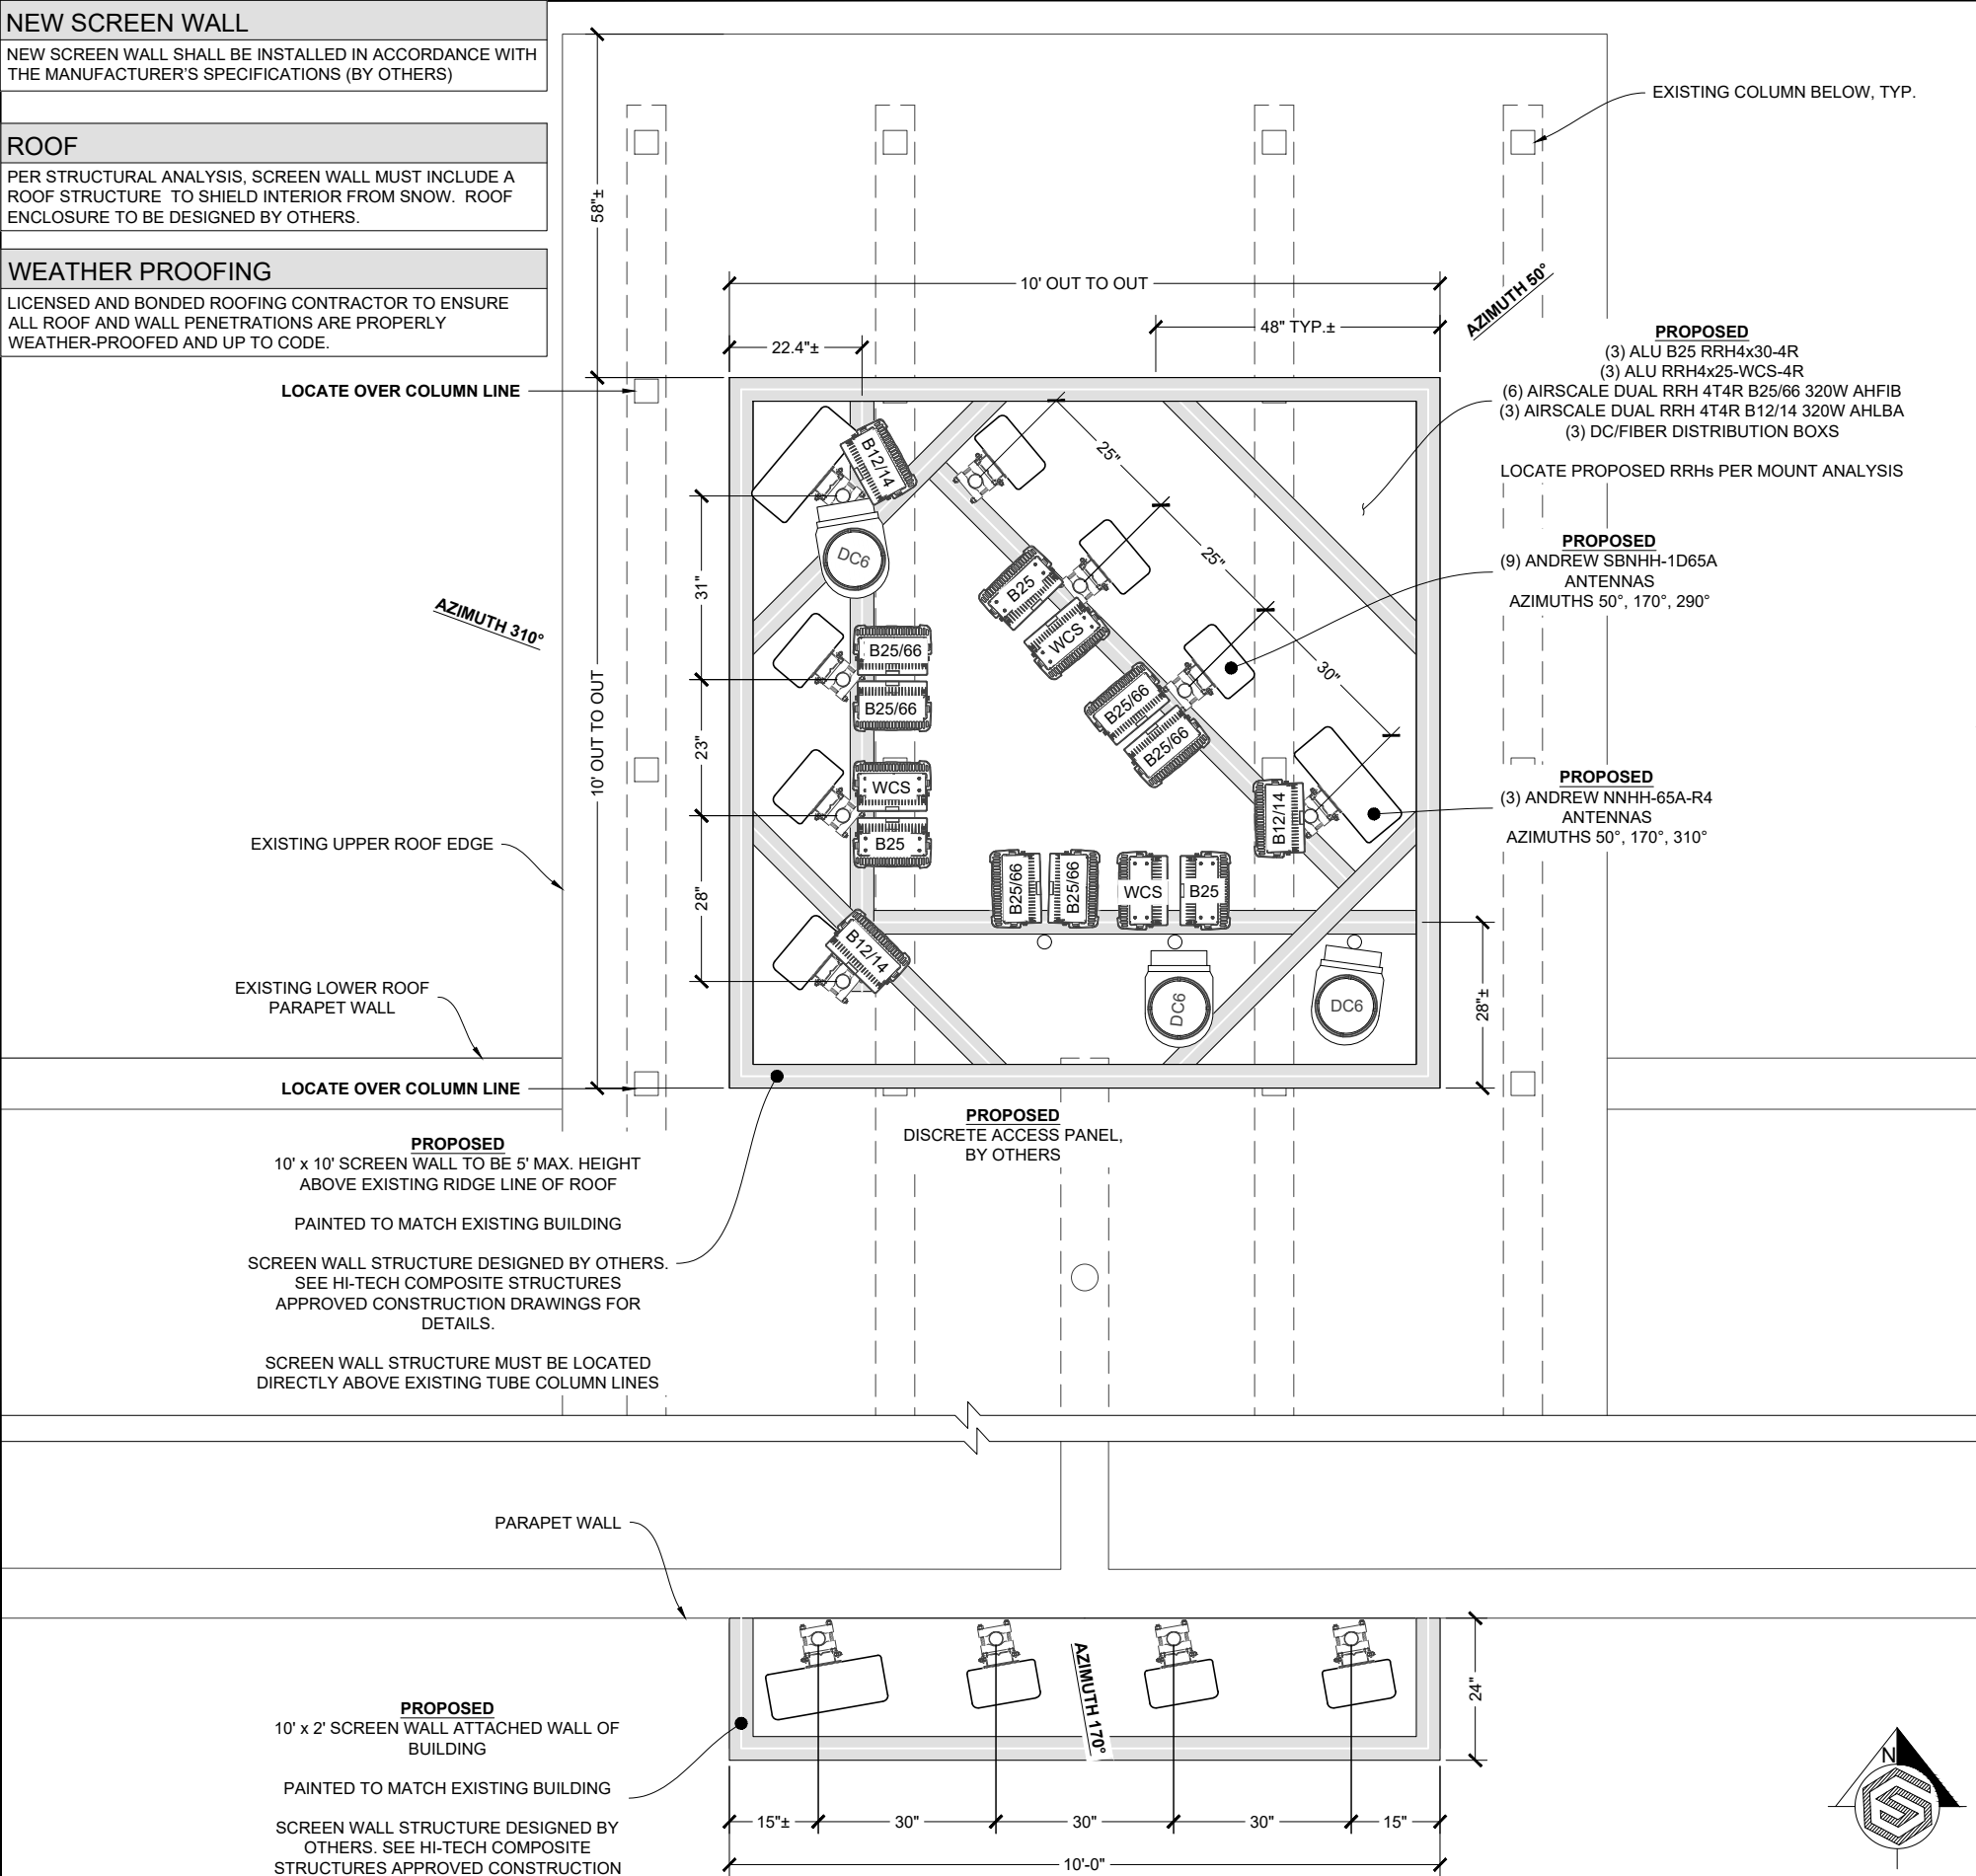 NEW SCREEN WALL
NEW SCREEN WALL SHALL BE INSTALLED IN ACCORDANCE WITH
THE MANUFACTURER'S SPECIFICATIONS (BY OTHERS)
ROOF
PER STRUCTURAL ANALYSIS, SCREEN WALL MUST INCLUDE A
ROOF STRUCTURE TO SHIELD INTERIOR FROM SNOW. ROOF
ENCLOSURE TO BE DESIGNED BY OTHERS.
WEATHER PROOFING
LICENSED AND BONDED ROOFING CONTRACTOR TO ENSURE
ALL ROOF AND WALL PENETRATIONS ARE PROPERLY
WEATHER-PROOFED AND UP TO CODE.
EXISTING COLUMN BELOW, TYP.
58"±
10' OUT TO OUT
48" TYP.±
22.4"±
AZIMUTH 50°
LOCATE OVER COLUMN LINE
PROPOSED
(3) ALU B25 RRH4x30-4R
(3) ALU RRH4x25-WCS-4R
(6) AIRSCALE DUAL RRH 4T4R B25/66 320W AHFIB
(3) AIRSCALE DUAL RRH 4T4R B12/14 320W AHLBA
(3) DC/FIBER DISTRIBUTION BOXS
LOCATE PROPOSED RRHs PER MOUNT ANALYSIS
PROPOSED
(9) ANDREW SBNHH-1D65A
ANTENNAS
AZIMUTHS 50°, 170°, 290°
PROPOSED
(3) ANDREW NNHH-65A-R4
ANTENNAS
AZIMUTHS 50°, 170°, 310°
AZIMUTH 310°
10' OUT TO OUT
31"
23"
28"
25"
25"
30"
B12/14
DC6
B25
WCS
B25/66
B25/66
B25/66
B25/66
WCS
B25
B12/14
B25/66
B25/66
WCS
B25
B12/14
DC6
DC6
28"±
EXISTING UPPER ROOF EDGE
EXISTING LOWER ROOF
PARAPET WALL
LOCATE OVER COLUMN LINE
PROPOSED
DISCRETE ACCESS PANEL,
BY OTHERS
PROPOSED
10' x 10' SCREEN WALL TO BE 5' MAX. HEIGHT
ABOVE EXISTING RIDGE LINE OF ROOF
PAINTED TO MATCH EXISTING BUILDING
SCREEN WALL STRUCTURE DESIGNED BY OTHERS.
SEE HI-TECH COMPOSITE STRUCTURES
APPROVED CONSTRUCTION DRAWINGS FOR
DETAILS.
SCREEN WALL STRUCTURE MUST BE LOCATED
DIRECTLY ABOVE EXISTING TUBE COLUMN LINES
PARAPET WALL
AZIMUTH 170°
24"
PROPOSED
10' x 2' SCREEN WALL ATTACHED WALL OF
BUILDING
PAINTED TO MATCH EXISTING BUILDING
SCREEN WALL STRUCTURE DESIGNED BY
OTHERS. SEE HI-TECH COMPOSITE
STRUCTURES APPROVED CONSTRUCTION
15"±
30"
30"
30"
15"
10'-0"
N